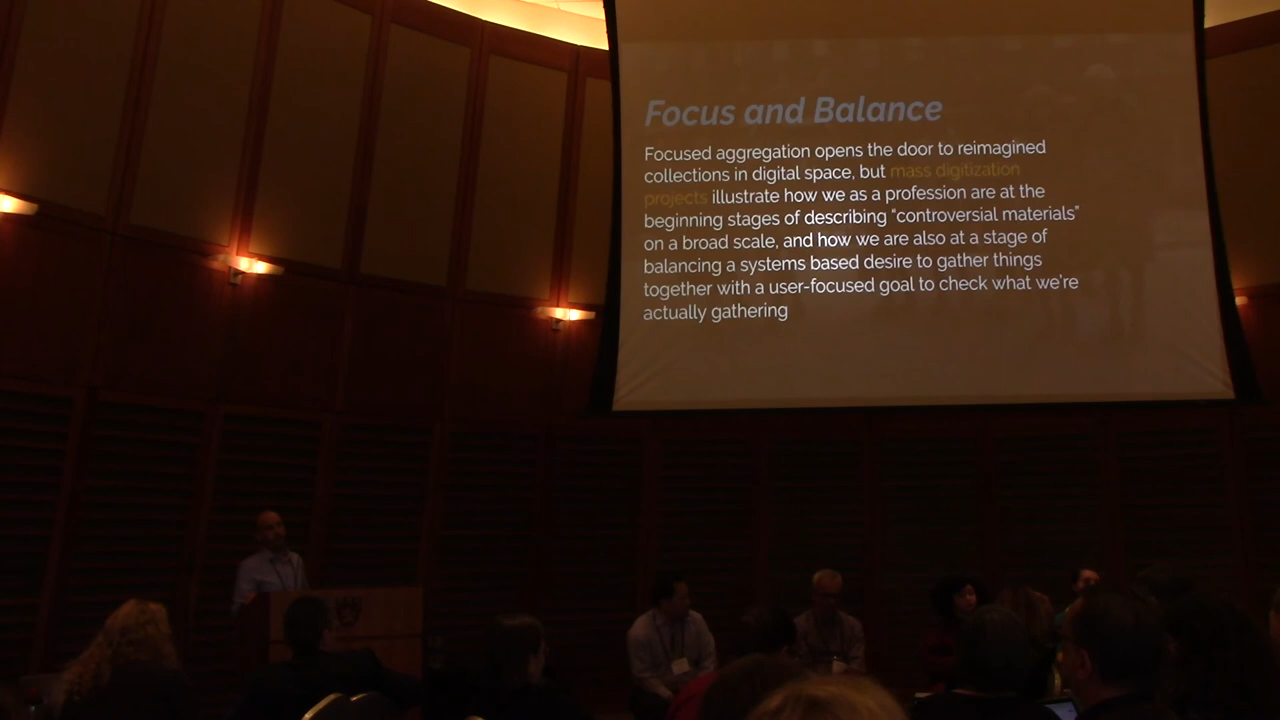 Focus and Balance
Focused aggregation opens the door to reimagined
collections in digital space, but mass digitization
projects illustrate how we as a profession are at the
beginning stages of describing “controversial materials”
on a broad scale, and how we are also at a stage of
balancing a systems based desire to gather things
together with a user-focused goal to check what we're
actually gathering